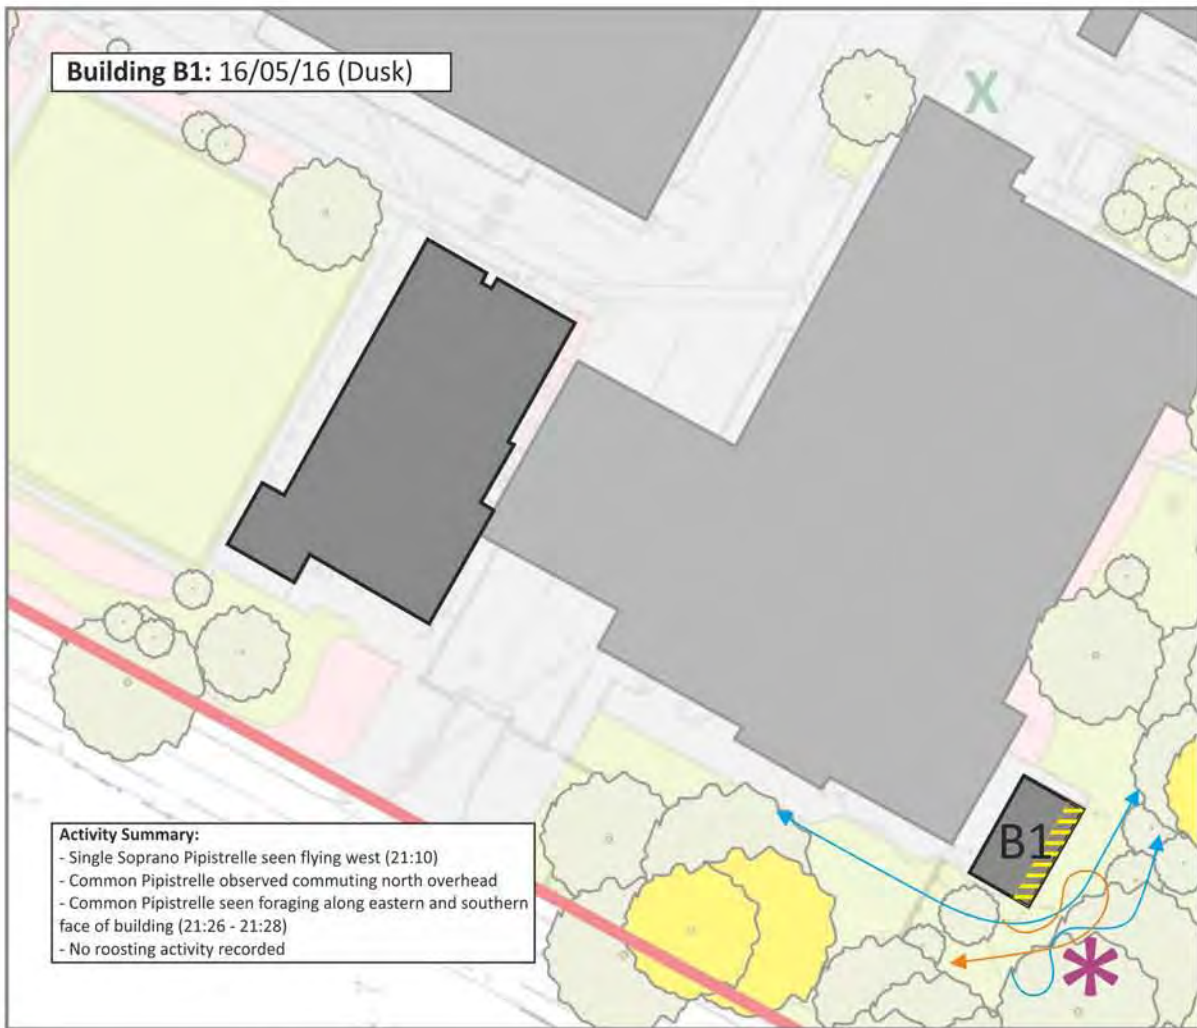 Building B1: 16/05/16 (Dusk)
X
B1
Activity Summary:
- Single Soprano Pipistrelle seen flying west (21:10)
- Common Pipistrelle observed commuting north overhead
- Common Pipistrelle seen foraging along eastern and southern
face of building (21:26 - 21:28)
- No roosting activity recorded